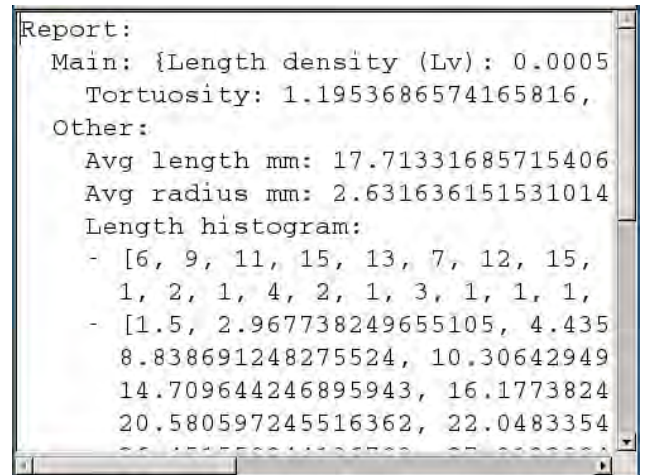 Report:
Main: {Length density (Lv): 0.0005
Tortuosity: 1.1953686574165816,
Other:
Avg length mm: 17.71331685715406
Avg radius mm: 2.631636151531014
Length histogram:
- [6, 9, 11, 15, 13, 7, 12, 15,
1, 2, 1, 4, 2, 1, 3, 1, 1, 1,
- [1.5, 2.967738249655105, 4.435
8.838691248275524, 10.30642949
14.709644246895943, 16.1773824
20.580597245516362, 22.0483354